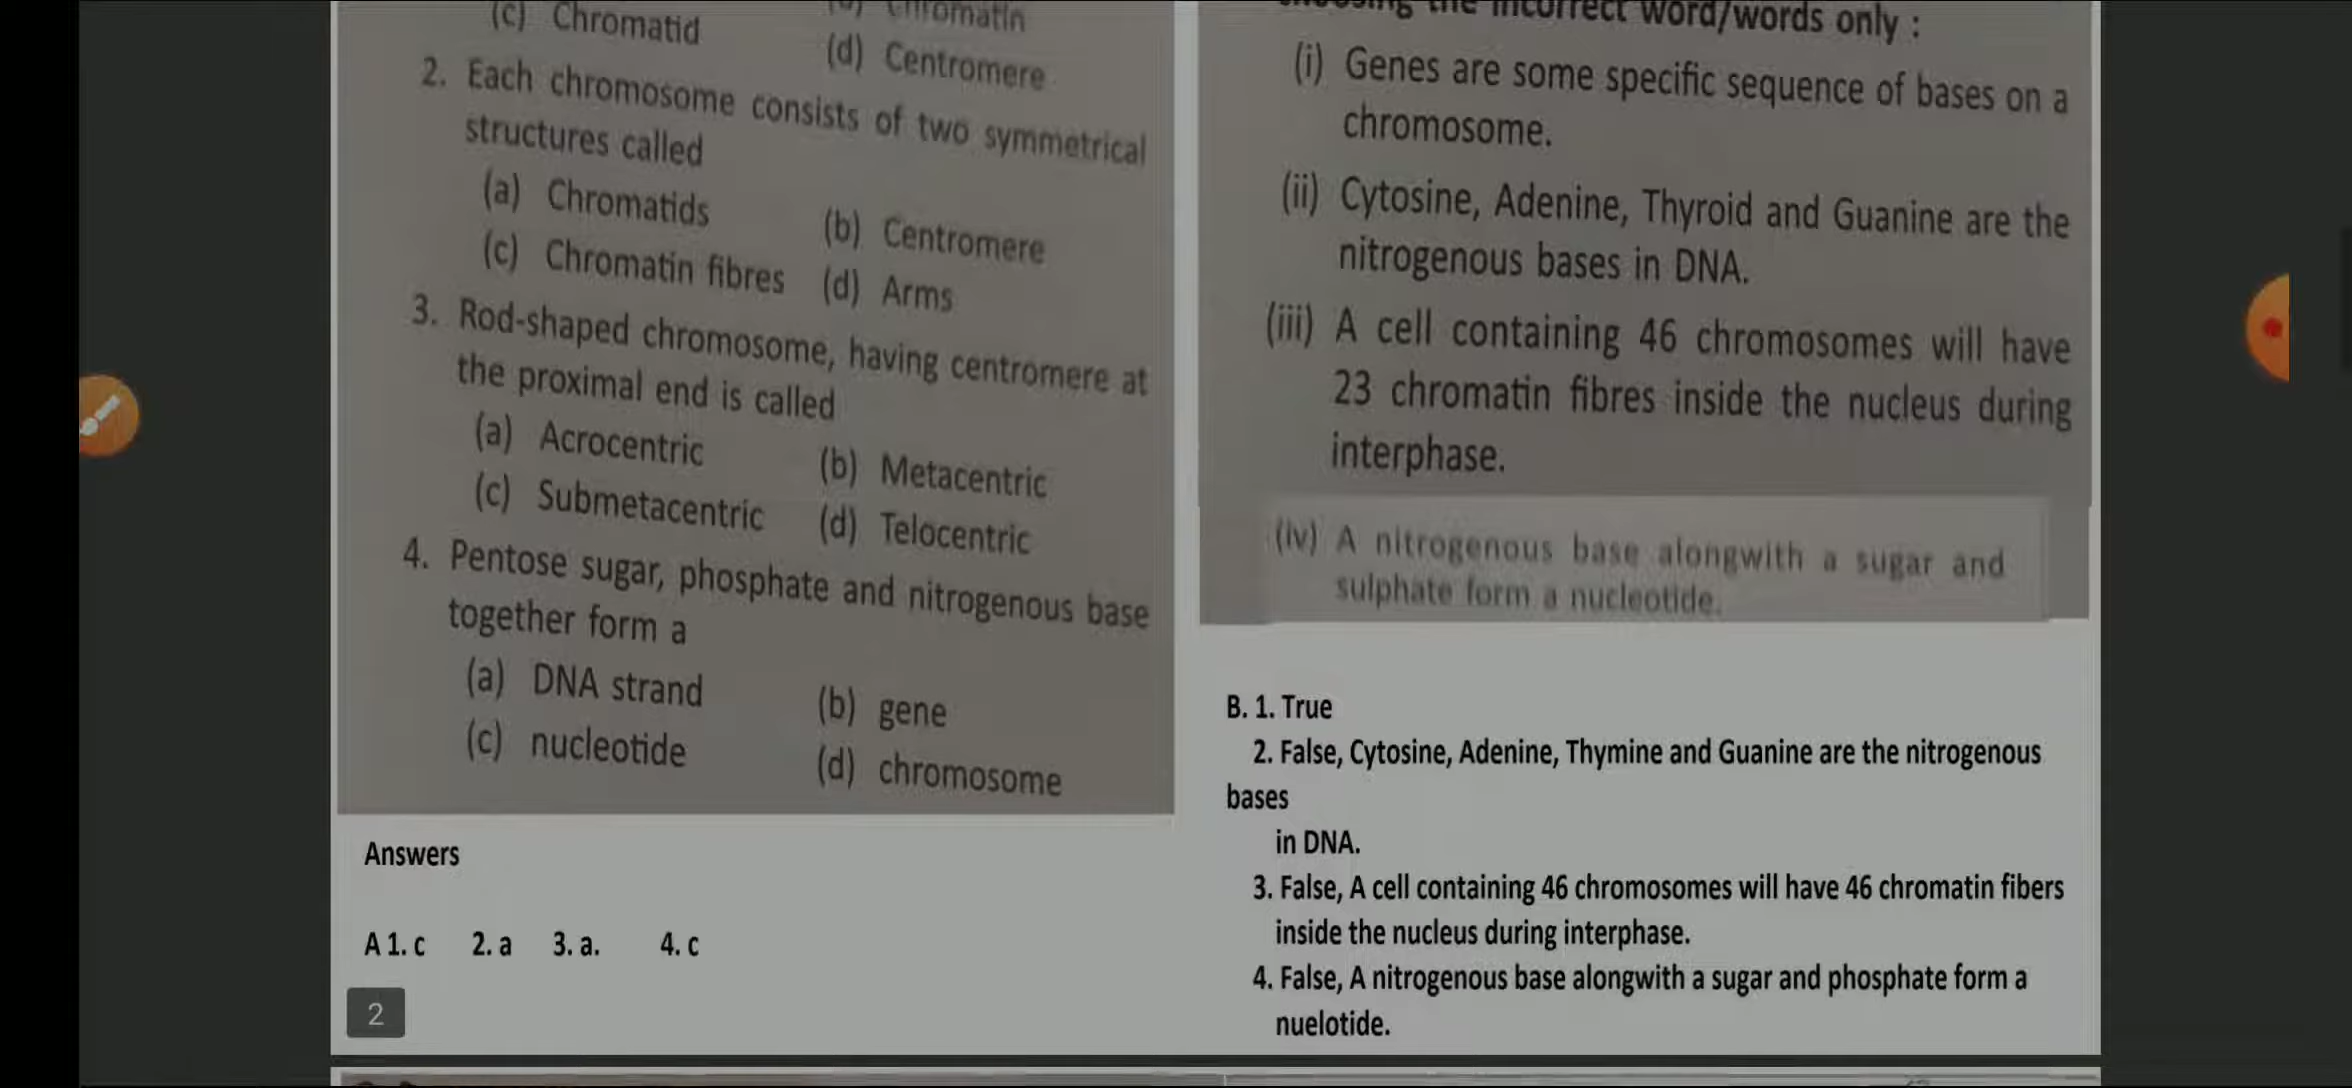 (c) Chromatid
(d) Centromere
2. Each chromosome consists of two symmetrical
structures called
(a) Chromatids
(b) Centromere
(c) Chromatin fibres (d) Arms
3. Rod-shaped chromosome, having centromere at
the proximal end is called
(a) Acrocentric
(b) Metacentric
(c) Submetacentric (d) Telocentric
4. Pentose sugar, phosphate and nitrogenous base
together form a
(a) DNA strand
(b) gene
(c) nucleotide
(d) chromosome
Answers
A 1. c 2. a 3. a. 4. c
2
the incorrect word/words only :
(i) Genes are some specific sequence of bases on a
chromosome.
(ii) Cytosine, Adenine, Thyroid and Guanine are the
nitrogenous bases in DNA.
(iii) A cell containing 46 chromosomes will have
23 chromatin fibres inside the nucleus during
interphase.
(iv) A nitrogenous base alongwith a sugar and
sulphate form a nucleotide.
B. 1. True
2. False, Cytosine, Adenine, Thymine and Guanine are the nitrogenous
bases
in DNA.
3. False, A cell containing 46 chromosomes will have 46 chromatin fibers
inside the nucleus during interphase.
4. False, A nitrogenous base alongwith a sugar and phosphate form a
nuelotide.